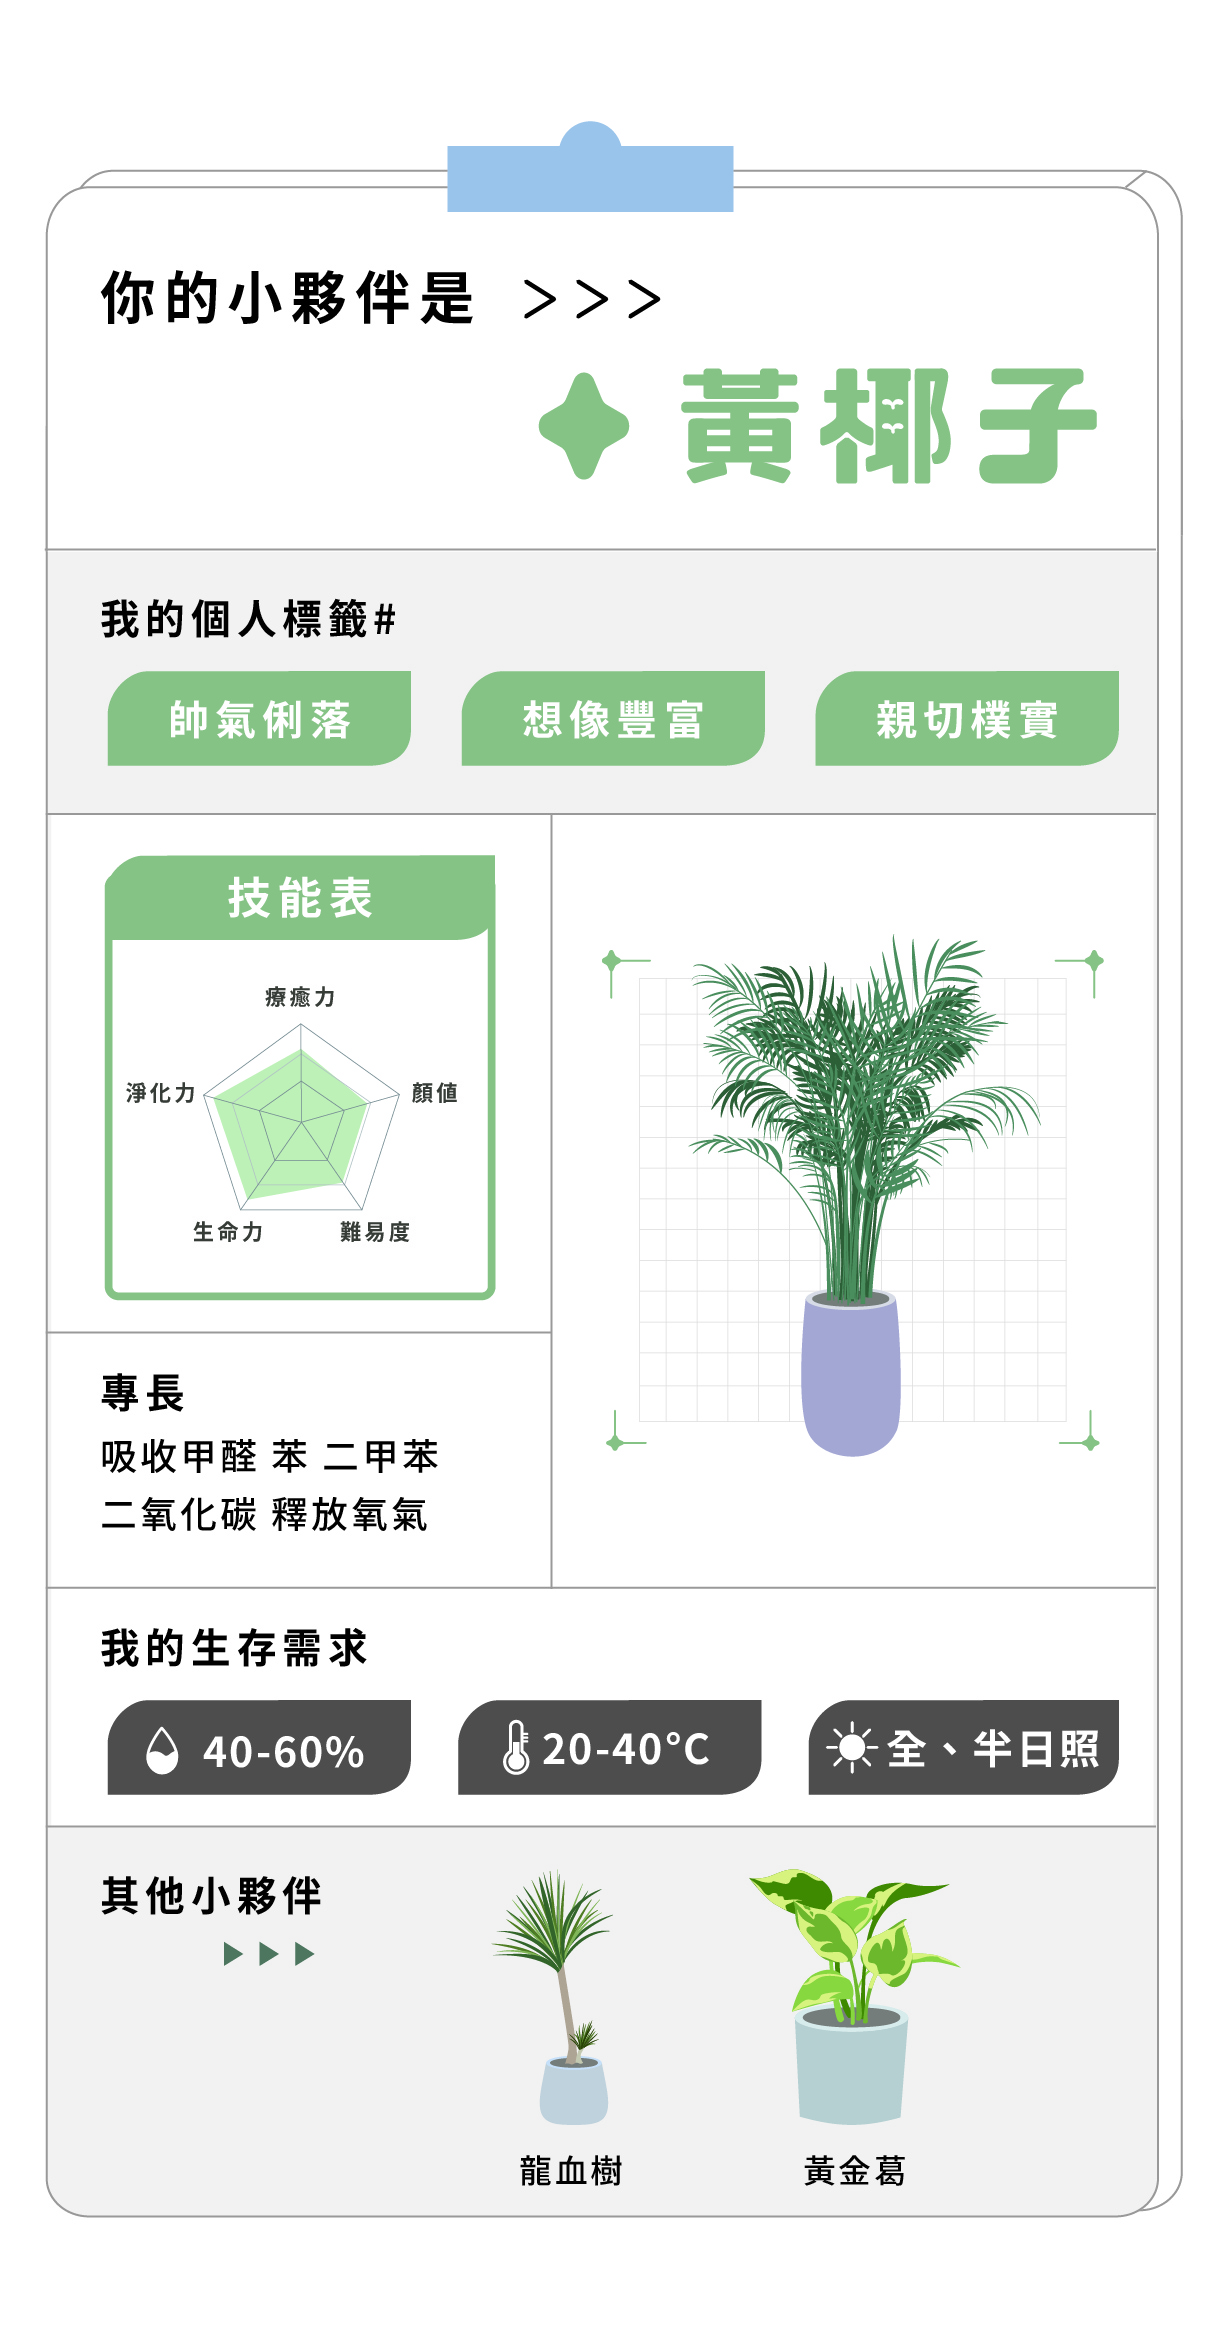 你的小夥伴是 >>>
黃椰子
我的個人標籤#
帥氣俐落
想像豐富
親切樸實
技能表
療癒力
淨化力
顏值
生命力
難易度
專長
吸收甲醛 苯 二甲苯
二氧化碳 釋放氧氣
我的生存需求
40-60%
20-40°C
全、半日照
其他小夥伴
龍血樹
黃金葛